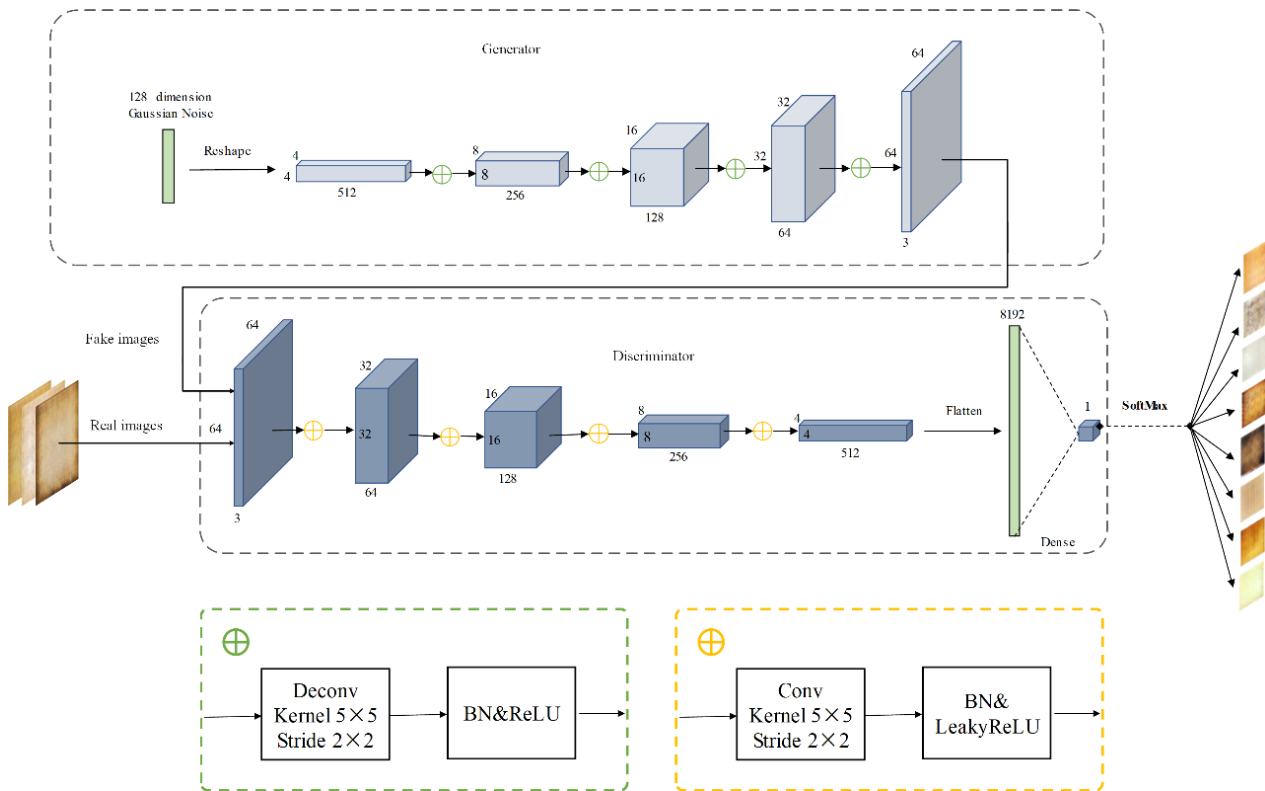 Generator
128 dimension
Gaussian Noise
Reshape
4
4
512
8
8
256
16
16
128
32
32
64
64
64
3
Fake images
Real images
Discriminator
64
64
3
32
32
64
16
16
128
8
8
256
4
4
512
Flatten
8192
Dense
1
SoftMax
Deconv
Kernel 5×5
Stride 2×2
BN&ReLU
Conv
Kernel 5×5
Stride 2×2
BN&
LeakyReLU